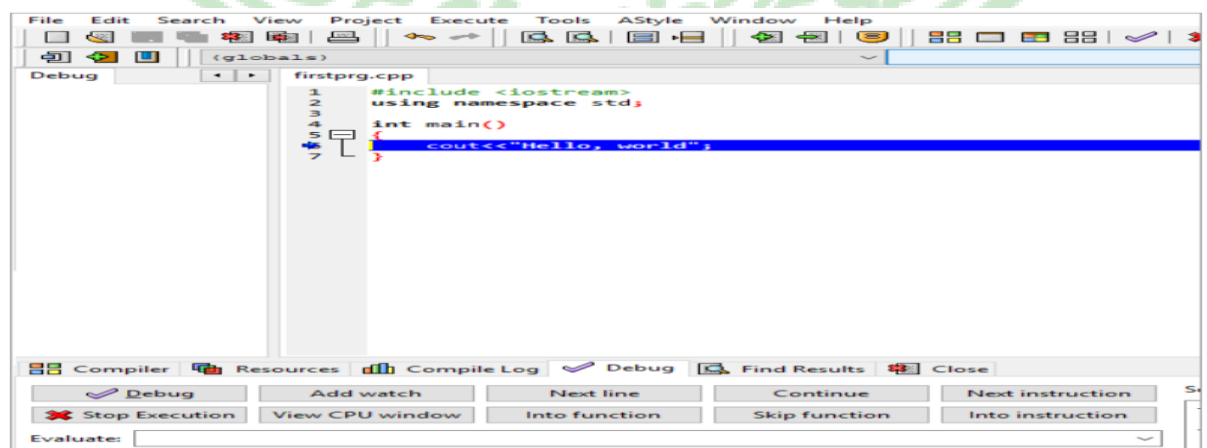 File Edit Search View Project Execute Tools AStyle Window Help
(globals)
Debug firstprg.cpp
1 #include <iostream>
2 using namespace std;
3
4 int main()
5 {
cout<<"Hello, world";
7 }
Compiler Resources Compile Log Debug Find Results Close
Debug Add watch Next line Continue Next instruction
Stop Execution View CPU window Into function Skip function Into instruction
Evaluate: